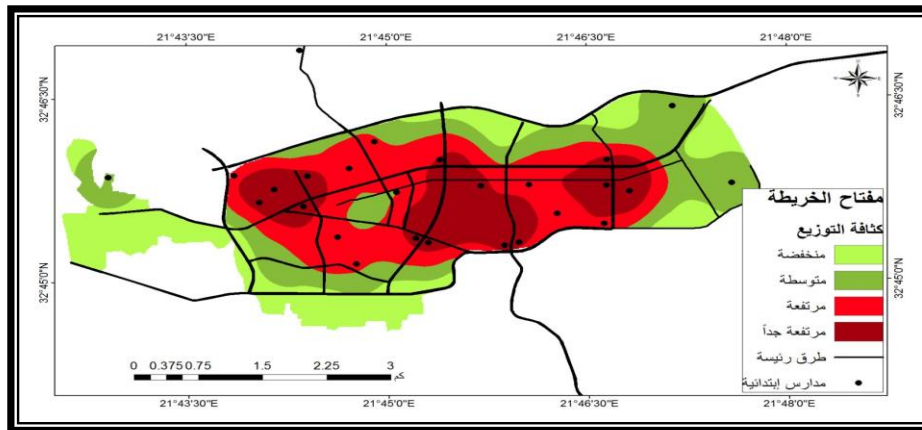 21°43'30"E 21°45'0"E 21°46'30"E 21°48'0"E
32°46'30"N 32°46'30"N
32°45'0"N 32°45'0"N
مفتاح الخريطة
كثافة التوزيع
منخفضة
متوسطة
مرتفعة
مرتفعة جداً
طرق رئيسة
مدارس إبتدائية
0 0.375 0.75 1.5 2.25 3
كم
21°43'30"E 21°45'0"E 21°46'30"E 21°48'0"E